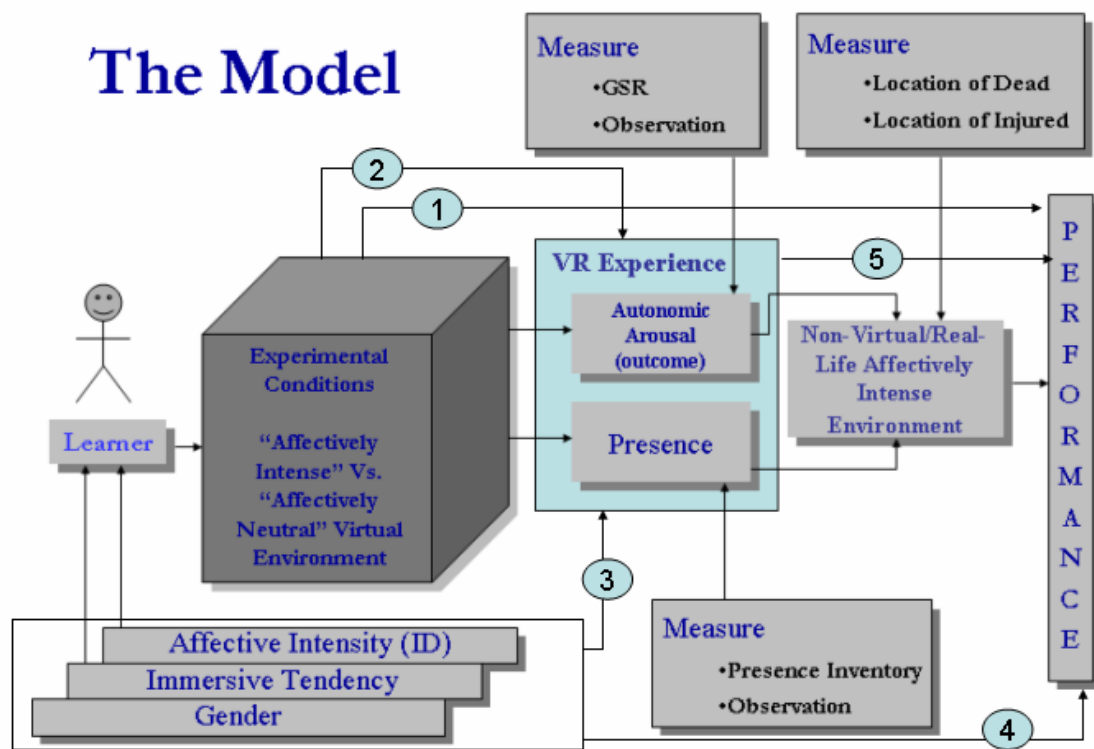 The Model
Measure
•GSR
•Observation
Measure
•Location of Dead
•Location of Injured
2
1
VR Experience
5
Autonomic
Arousal
(outcome)
Non-Virtual/Real-
Life Affectively
Intense
Environment
Presence
Experimental
Conditions
“Affectively
Intense” Vs.
“Affectively
Neutral” Virtual
Environment
Learner
3
Affective Intensity (ID)
Immersive Tendency
Gender
Measure
•Presence Inventory
•Observation
4
P
E
R
F
O
R
M
A
N
C
E